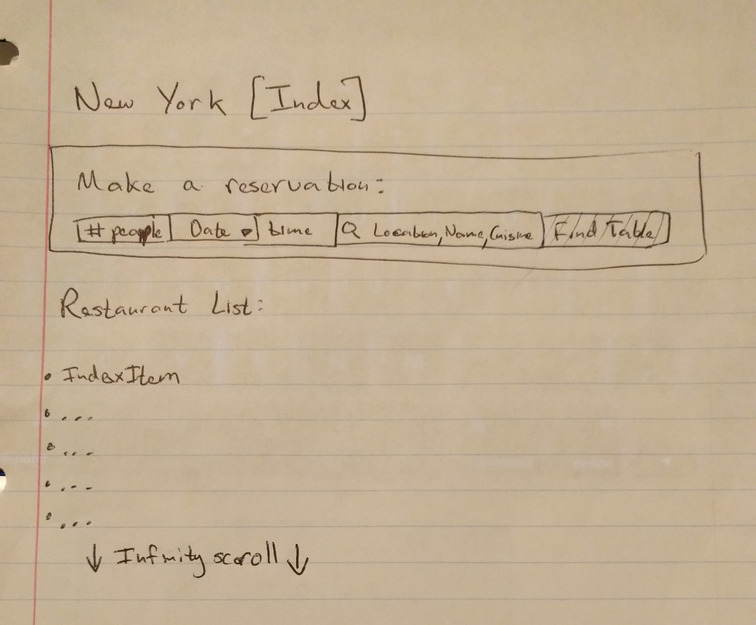 New York [Index]
Make a reservation:
# people Date time Location, Name, Cuisine Find Table
Restaurant List:
• IndexItem
• ...
• ...
• ...
• ...
↓ Infinity scroll ↓